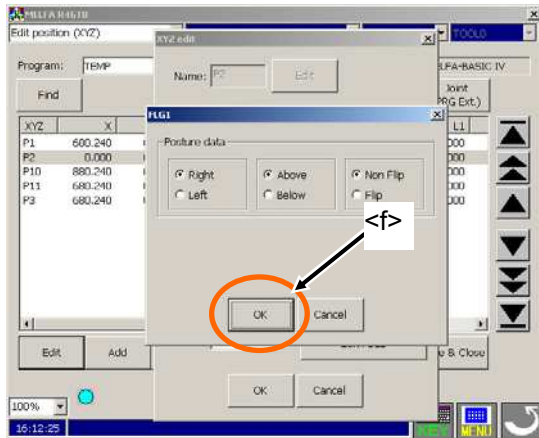 MELFA R46TB
Edit position (XYZ)
TOOL0
XYZ edit
Program: TEMP
LFA-BASIC IV
Name: P2
Edit
Find
Joint
PRG Ext.)
FLG1
XYZ X L1
Posture data
P1 600.240 000
P2 0.000 000
P10 880.240 000
P11 680.240 000
P3 680.240 000
Right Above Non Flip
Left Below Flip
<f>
OK Cancel
Edit Add
e & Close
OK Cancel
100%
16:12:25
KEY MENU